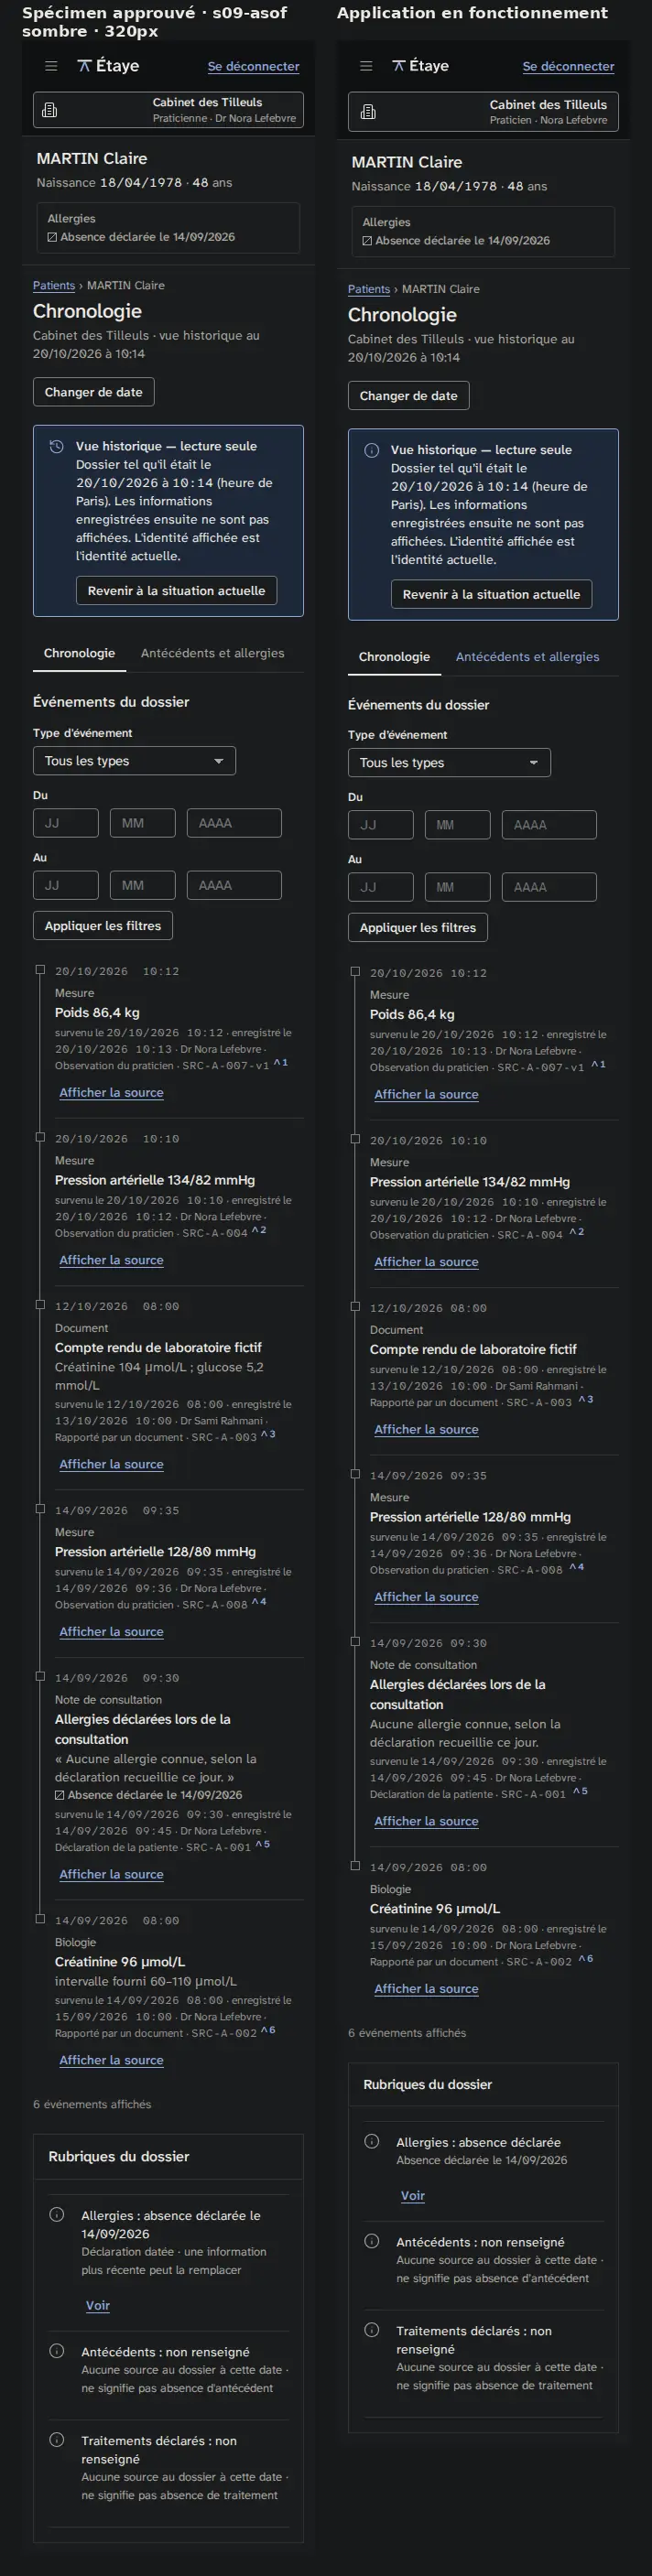 Spécimen approuvé · s09-asof
sombre · 320px
Étaye
Se déconnecter
Cabinet des Tilleuls
Praticienne · Dr Nora Lefebvre
MARTIN Claire
Naissance 18/04/1978 · 48 ans
Allergies
Absence déclarée le 14/09/2026
Patients › MARTIN Claire
Chronologie
Cabinet des Tilleuls · vue historique au
20/10/2026 à 10:14
Changer de date
Vue historique — lecture seule
Dossier tel qu'il était le
20/10/2026 à 10:14 (heure de
Paris). Les informations
enregistrées ensuite ne sont pas
affichées. L'identité affichée est
l'identité actuelle.
Revenir à la situation actuelle
Chronologie
Antécédents et allergies
Événements du dossier
Type d'événement
Tous les types
Du
JJ
MM
AAAA
Au
JJ
MM
AAAA
Appliquer les filtres
20/10/2026 10:12
Mesure
Poids 86,4 kg
survenu le 20/10/2026 10:12 · enregistré le
20/10/2026 10:13 · Dr Nora Lefebvre ·
Observation du praticien · SRC-A-007-v1 ^1
Afficher la source
20/10/2026 10:10
Mesure
Pression artérielle 134/82 mmHg
survenu le 20/10/2026 10:10 · enregistré le
20/10/2026 10:12 · Dr Nora Lefebvre ·
Observation du praticien · SRC-A-004 ^2
Afficher la source
12/10/2026 08:00
Document
Compte rendu de laboratoire fictif
Créatinine 104 µmol/L ; glucose 5,2
mmol/L
survenu le 12/10/2026 08:00 · enregistré le
13/10/2026 10:00 · Dr Sami Rahmani ·
Rapporté par un document · SRC-A-003 ^3
Afficher la source
14/09/2026 09:35
Mesure
Pression artérielle 128/80 mmHg
survenu le 14/09/2026 09:35 · enregistré le
14/09/2026 09:36 · Dr Nora Lefebvre ·
Observation du praticien · SRC-A-008 ^4
Afficher la source
14/09/2026 09:30
Note de consultation
Allergies déclarées lors de la
consultation
« Aucune allergie connue, selon la
déclaration recueillie ce jour. »
Absence déclarée le 14/09/2026
survenu le 14/09/2026 09:30 · enregistré le
14/09/2026 09:45 · Dr Nora Lefebvre ·
Déclaration de la patiente · SRC-A-001 ^5
Afficher la source
14/09/2026 08:00
Biologie
Créatinine 96 µmol/L
intervalle fourni 60–110 µmol/L
survenu le 14/09/2026 08:00 · enregistré le
15/09/2026 10:00 · Dr Nora Lefebvre ·
Rapporté par un document · SRC-A-002 ^6
Afficher la source
6 événements affichés
Rubriques du dossier
Allergies : absence déclarée le
14/09/2026
Déclaration datée · une information
plus récente peut la remplacer
Voir
Antécédents : non renseigné
Aucune source au dossier à cette date ·
ne signifie pas absence d'antécédent
Traitements déclarés : non
renseigné
Aucune source au dossier à cette date ·
ne signifie pas absence de traitement
Application en fonctionnement
Étaye
Se déconnecter
Cabinet des Tilleuls
Praticien · Nora Lefebvre
MARTIN Claire
Naissance 18/04/1978 · 48 ans
Allergies
Absence déclarée le 14/09/2026
Patients › MARTIN Claire
Chronologie
Cabinet des Tilleuls · vue historique au
20/10/2026 à 10:14
Changer de date
Vue historique — lecture seule
Dossier tel qu'il était le
20/10/2026 à 10:14 (heure de
Paris). Les informations
enregistrées ensuite ne sont pas
affichées. L'identité affichée est
l'identité actuelle.
Revenir à la situation actuelle
Chronologie
Antécédents et allergies
Événements du dossier
Type d'événement
Tous les types
Du
JJ
MM
AAAA
Au
JJ
MM
AAAA
Appliquer les filtres
20/10/2026 10:12
Mesure
Poids 86,4 kg
survenu le 20/10/2026 10:12 · enregistré le
20/10/2026 10:13 · Dr Nora Lefebvre ·
Observation du praticien · SRC-A-007-v1 ^1
Afficher la source
20/10/2026 10:10
Mesure
Pression artérielle 134/82 mmHg
survenu le 20/10/2026 10:10 · enregistré le
20/10/2026 10:12 · Dr Nora Lefebvre ·
Observation du praticien · SRC-A-004 ^2
Afficher la source
12/10/2026 08:00
Document
Compte rendu de laboratoire fictif
survenu le 12/10/2026 08:00 · enregistré le
13/10/2026 10:00 · Dr Sami Rahmani ·
Rapporté par un document · SRC-A-003 ^3
Afficher la source
14/09/2026 09:35
Mesure
Pression artérielle 128/80 mmHg
survenu le 14/09/2026 09:35 · enregistré le
14/09/2026 09:36 · Dr Nora Lefebvre ·
Observation du praticien · SRC-A-008 ^4
Afficher la source
14/09/2026 09:30
Note de consultation
Allergies déclarées lors de la
consultation
Aucune allergie connue, selon la
déclaration recueillie ce jour.
survenu le 14/09/2026 09:30 · enregistré le
14/09/2026 09:45 · Dr Nora Lefebvre ·
Déclaration de la patiente · SRC-A-001 ^5
Afficher la source
14/09/2026 08:00
Biologie
Créatinine 96 µmol/L
survenu le 14/09/2026 08:00 · enregistré le
15/09/2026 10:00 · Dr Nora Lefebvre ·
Rapporté par un document · SRC-A-002 ^6
Afficher la source
6 événements affichés
Rubriques du dossier
Allergies : absence déclarée
Absence déclarée le 14/09/2026
Voir
Antécédents : non renseigné
Aucune source au dossier à cette date ·
ne signifie pas absence d'antécédent
Traitements déclarés : non
renseigné
Aucune source au dossier à cette date ·
ne signifie pas absence de traitement